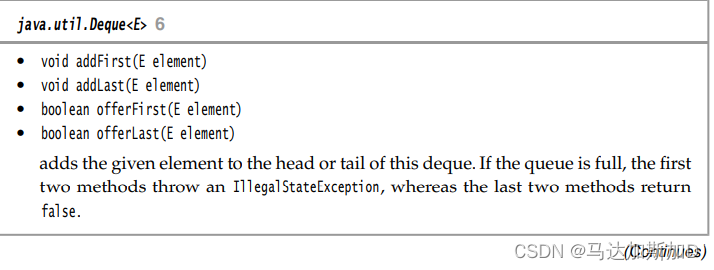 java.util.Deque<E> 6
• void addFirst(E element)
• void addLast(E element)
• boolean offerFirst(E element)
• boolean offerLast(E element)
adds the given element to the head or tail of this deque. If the queue is full, the first
two methods throw an IllegalStateException, whereas the last two methods return
false.
(Continues)
CSDN @马达加斯加D